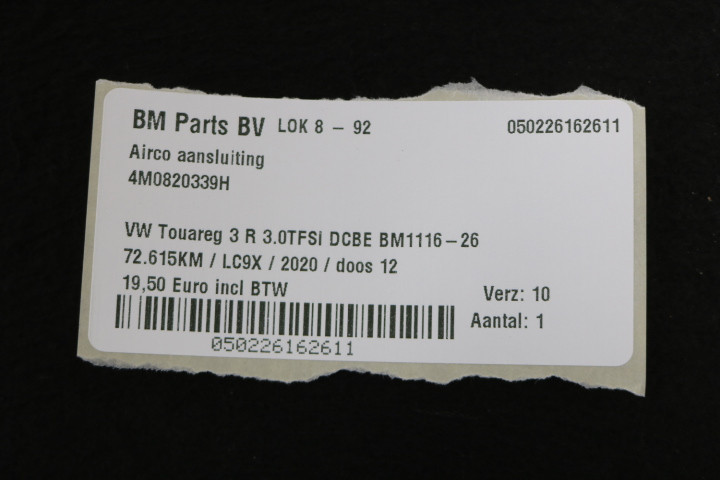 BM Parts BV LOK 8 - 92 050226162611
Airco aansluiting
4M0820339H
VW Touareg 3 R 3.0TFSI DCBE BM1116-26
72.615KM / LC9X / 2020 / doos 12
19,50 Euro incl BTW
Verz: 10
Aantal: 1
050226162611